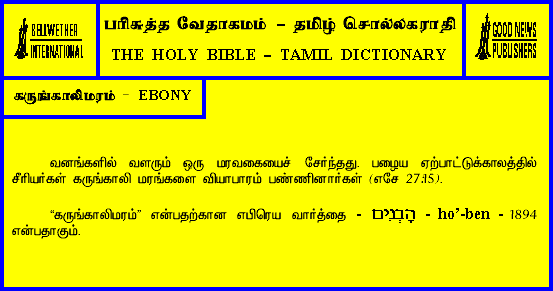 BELLWETHER
INTERNATIONAL
பரிசுத்த வேதாகமம் – தமிழ் சொல்லகராதி
THE HOLY BIBLE – TAMIL DICTIONARY
GOOD NEWS
PUBLISHERS
கருங்காலிமரம் - EBONY
வனங்களில் வளரும் ஒரு மரவகையைச் சேர்ந்தது. பழைய ஏற்பாட்டுக்காலத்தில்
சீரியர்கள் கருங்காலி மரங்களை வியாபாரம் பண்ணினார்கள் (எசே 27:15).
“கருங்காலிமரம்” என்பதற்கான எபிரெய வார்த்தை - הָבְנִים - ho’-ben - 1894
என்பதாகும்.